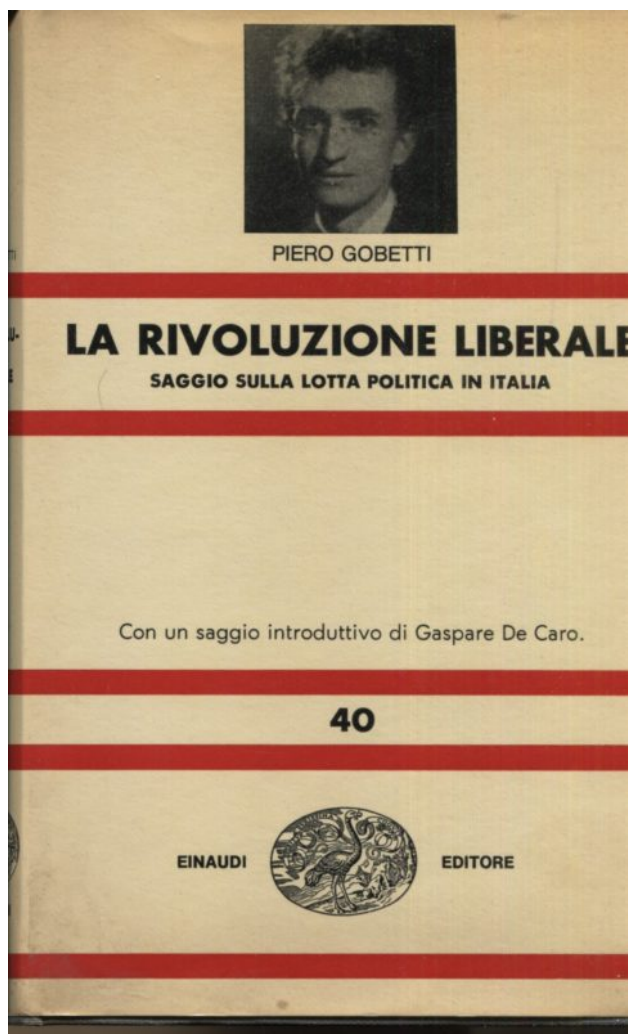 PIERO GOBETTI
LA RIVOLUZIONE LIBERALE
SAGGIO SULLA LOTTA POLITICA IN ITALIA
Con un saggio introduttivo di Gaspare De Caro.
40
EINAUDI EDITORE